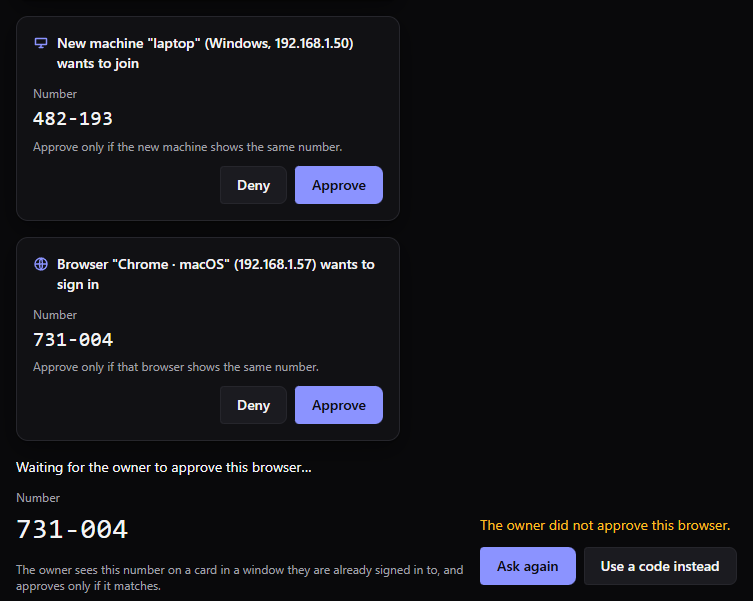 New machine "laptop" (Windows, 192.168.1.50)
wants to join
Number
482-193
Approve only if the new machine shows the same number.
Deny
Approve
Browser "Chrome · macOS" (192.168.1.57) wants to
sign in
Number
731-004
Approve only if that browser shows the same number.
Deny
Approve
Waiting for the owner to approve this browser…
Number
731-004
The owner sees this number on a card in a window they are already signed in to, and
approves only if it matches.
The owner did not approve this browser.
Ask again
Use a code instead